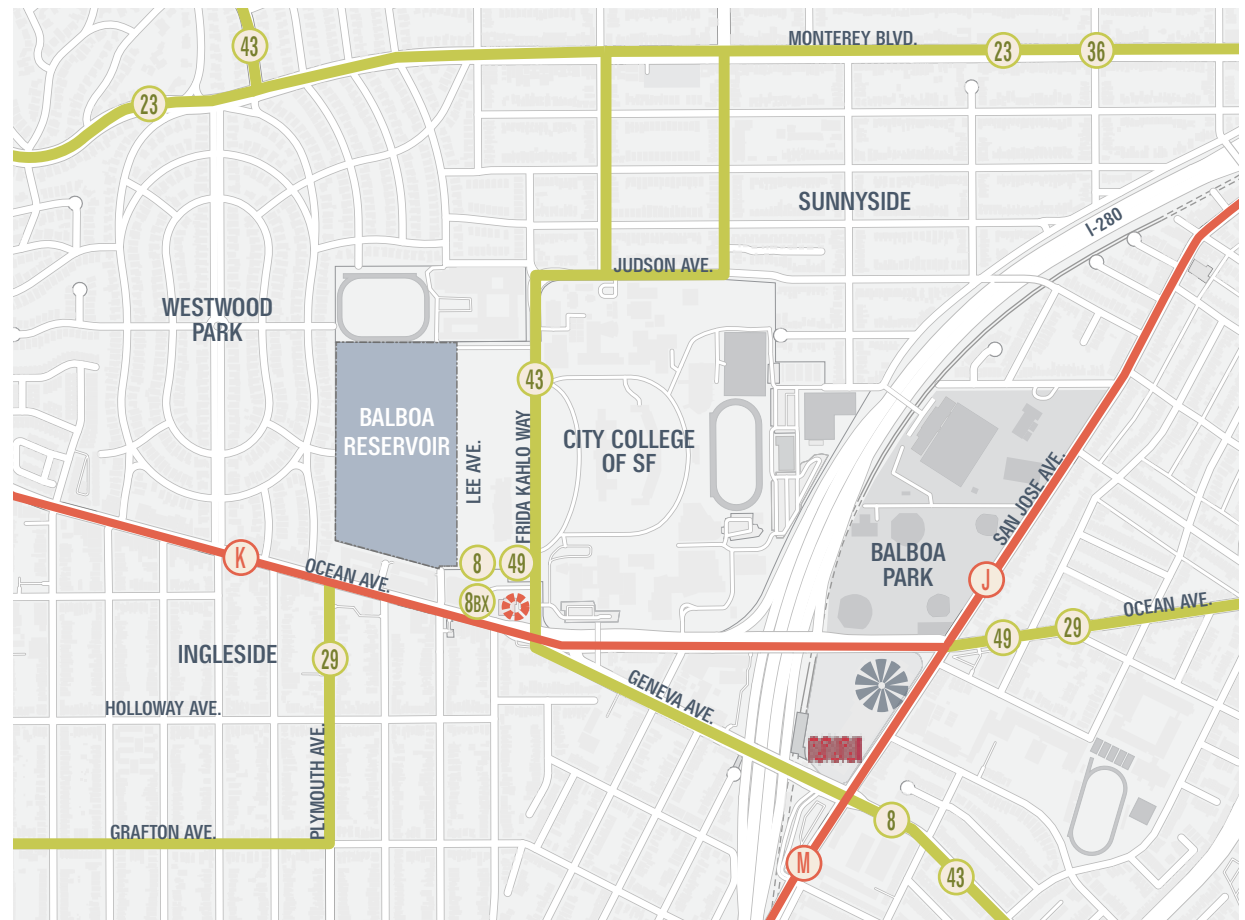 43
MONTEREY BLVD.
23
36
23
SUNNYSIDE
I-280
JUDSON AVE.
WESTWOOD
PARK
43
BALBOA
RESERVOIR
LEE AVE.
FRIDA KAHLO WAY
CITY COLLEGE
OF SF
SAN JOSE AVE.
K
OCEAN AVE.
8
49
BALBOA
PARK
J
8BX
OCEAN AVE.
49
29
INGLESIDE
29
GENEVA AVE.
HOLLOWAY AVE.
PLYMOUTH AVE.
GRAFTON AVE.
8
M
43